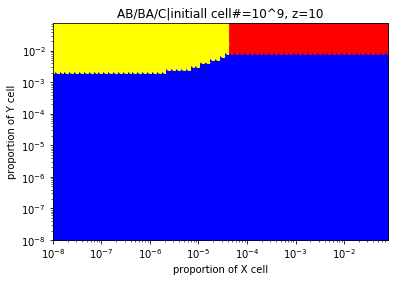 AB/BA/C|initiall cell#=10^9, z=10
proportion of Y cell
10⁻²
10⁻³
10⁻⁴
10⁻⁵
10⁻⁶
10⁻⁷
10⁻⁸
10⁻⁸ 10⁻⁷ 10⁻⁶ 10⁻⁵ 10⁻⁴ 10⁻³ 10⁻²
proportion of X cell